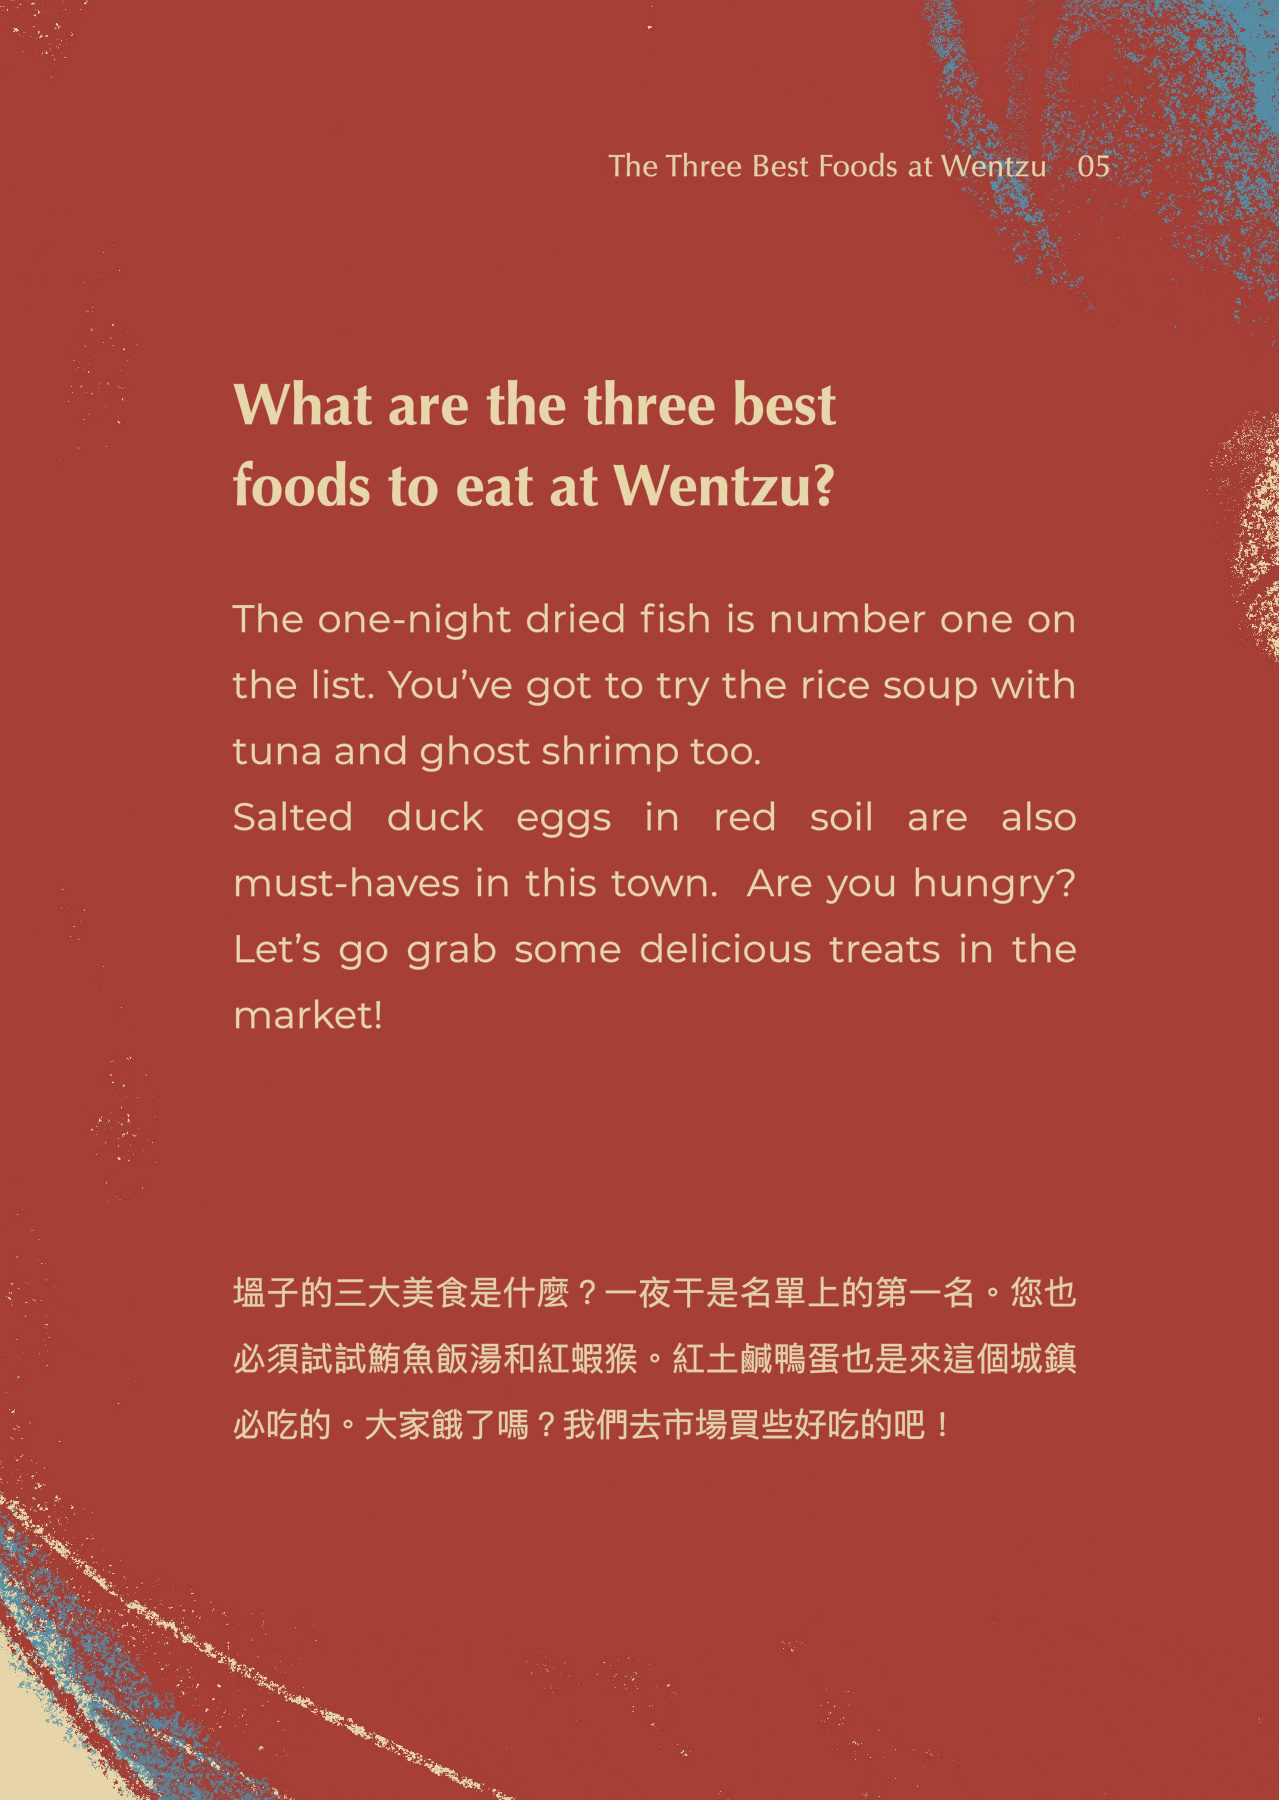 The Three Best Foods at Wentzu 05
What are the three best
foods to eat at Wentzu?
The one-night dried fish is number one on
the list. You’ve got to try the rice soup with
tuna and ghost shrimp too.
Salted duck eggs in red soil are also
must-haves in this town. Are you hungry?
Let’s go grab some delicious treats in the
market!
塭子的三大美食是什麼？一夜干是名單上的第一名。您也
必須試試鮪魚飯湯和紅蝦猴。紅土鹹鴨蛋也是來這個城鎮
必吃的。大家餓了嗎？我們去市場買些好吃的吧！